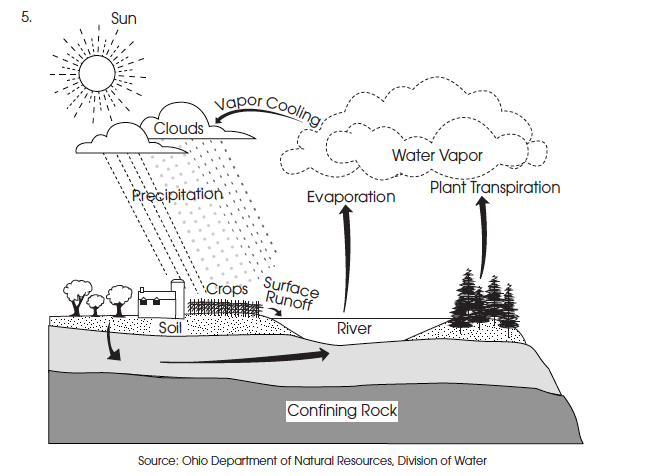 5.
Sun
Vapor Cooling
Clouds
Water Vapor
Precipitation
Evaporation
Plant Transpiration
Crops
Surface
Runoff
Soil
River
Confining Rock
Source: Ohio Department of Natural Resources, Division of Water